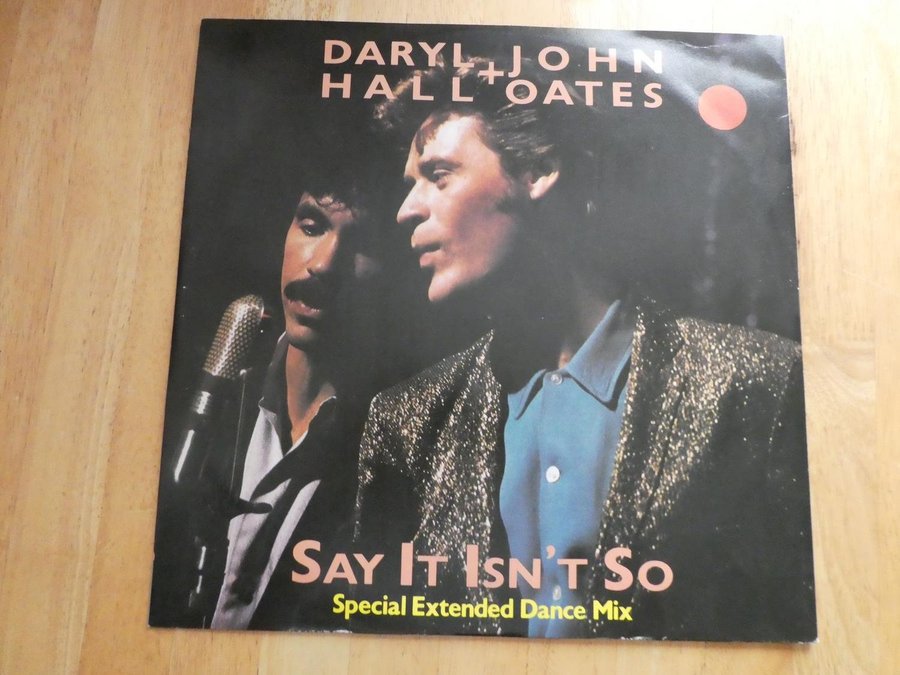 DARYL JOHN
+
HALL OATES
SAY IT ISN'T SO
Special Extended Dance Mix